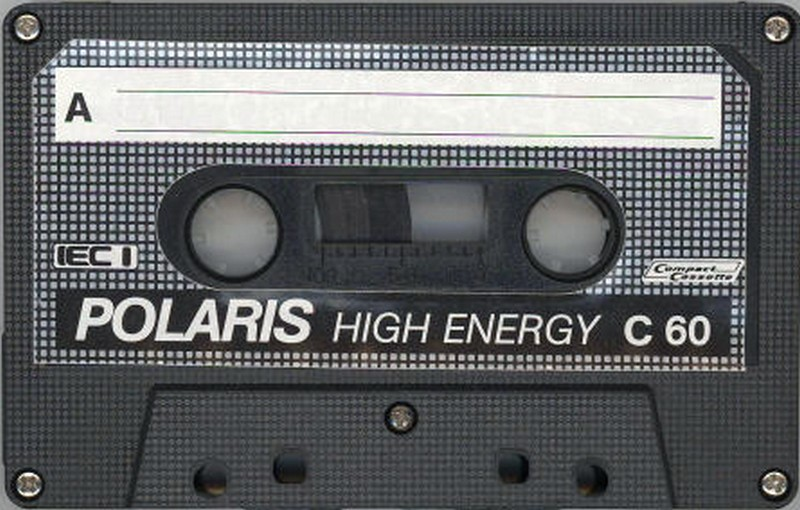 A
IEC I
Compact
Cassette
POLARIS HIGH ENERGY C 60